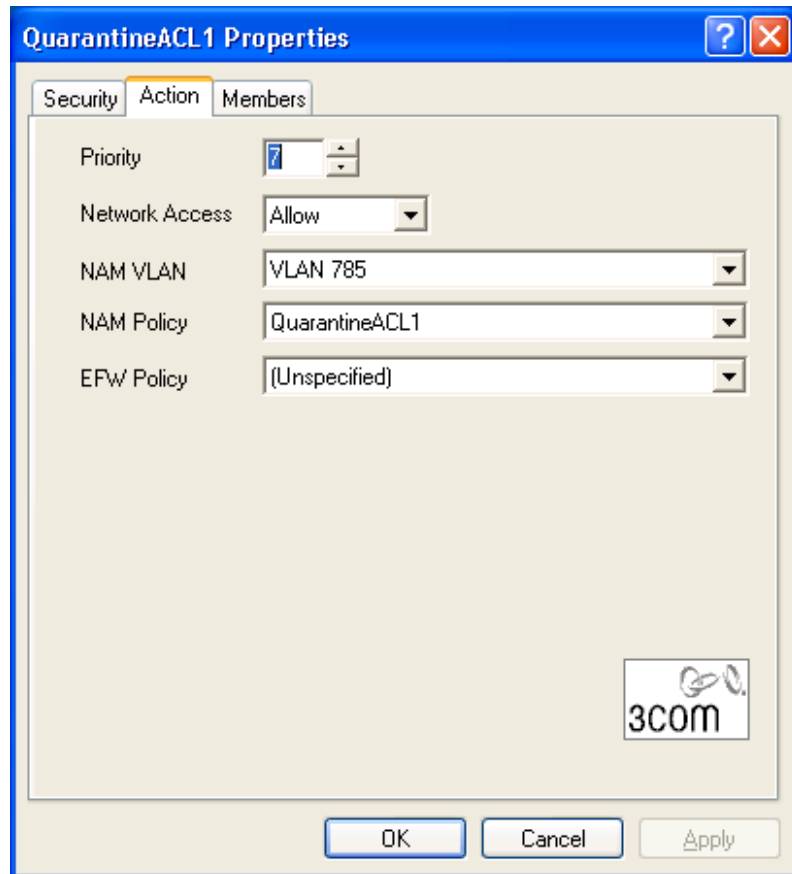 QuarantineACL1 Properties
Security Action Members
Priority 7
Network Access Allow
NAM VLAN VLAN 785
NAM Policy QuarantineACL1
EFW Policy (Unspecified)
3COM
OK Cancel Apply